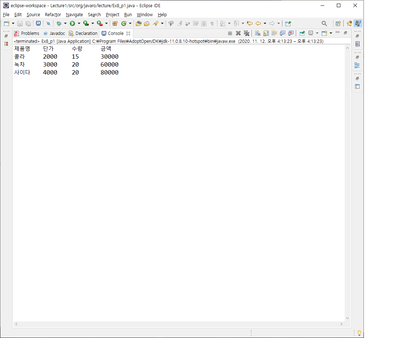 eclipse-workspace - Lecture1/src/org/javaro/lecture/Ex8_p1.java - Eclipse IDE
File Edit Source Refactor Navigate Search Project Run Window Help
Problems Javadoc Declaration Console
<terminated> Ex8_p1 [Java Application] C:\Program Files\AdoptOpenJDK\jdk-11.0.8.10-hotspot\bin\javaw.exe (2020. 11. 12. 오후 4:13:23 – 오후 4:13:23)
제품명 단가 수량 금액
콜라 2000 15 30000
녹차 3000 20 60000
사이다 4000 20 80000